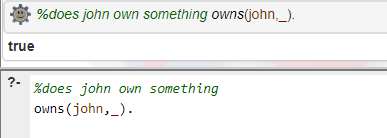 %does john own something owns(john,_).
true
?- %does john own something
owns(john,_).